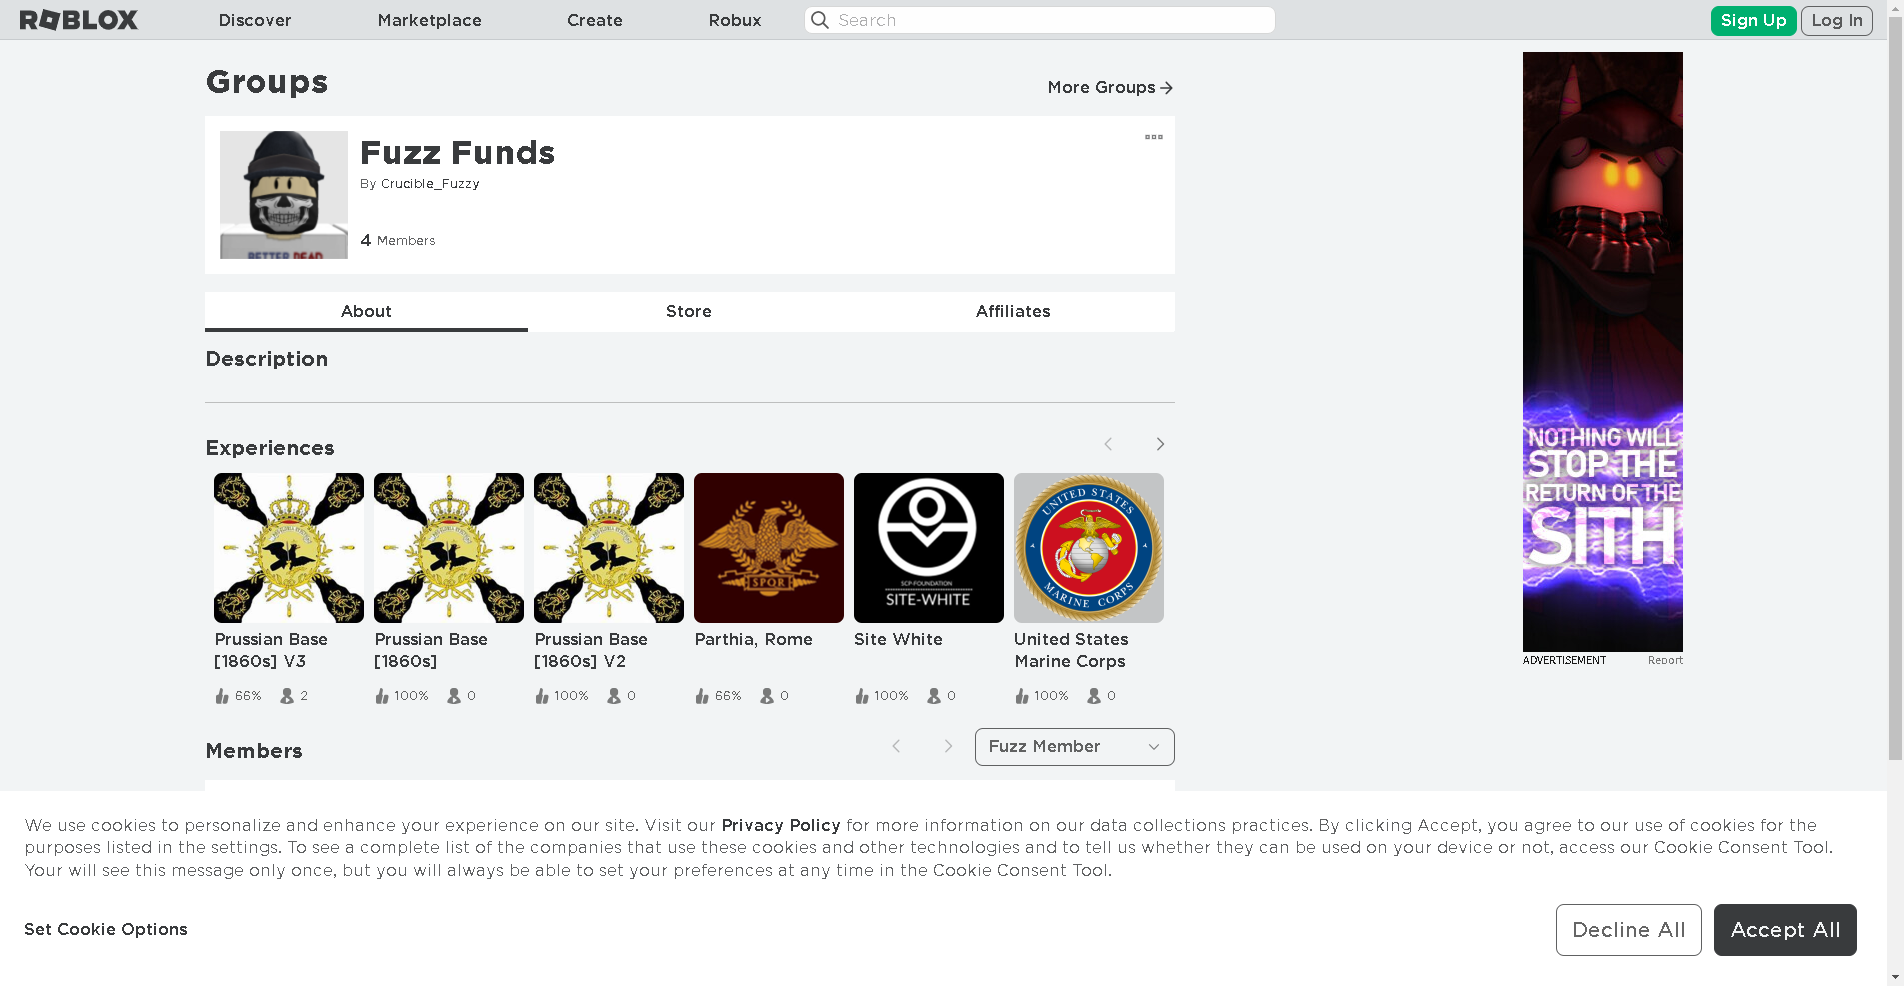 ROBLOX
Discover
Marketplace
Create
Robux
Search
Sign Up
Log In
Groups
More Groups
Fuzz Funds
By Crucible_Fuzzy
4 Members
BETTER DEAD
About
Store
Affiliates
Description
Experiences
UNITED STATES
MARINE CORPS
SPQR
SCP-FOUNDATION
SITE-WHITE
Prussian Base
[1860s] V3
66% 2
Prussian Base
[1860s]
100% 0
Prussian Base
[1860s] V2
100% 0
Parthia, Rome
66% 0
Site White
100% 0
United States
Marine Corps
100% 0
Members
Fuzz Member
NOTHING WILL
STOP THE
RETURN OF THE
SITH
ADVERTISEMENT
Report
We use cookies to personalize and enhance your experience on our site. Visit our Privacy Policy for more information on our data collections practices. By clicking Accept, you agree to our use of cookies for the
purposes listed in the settings. To see a complete list of the companies that use these cookies and other technologies and to tell us whether they can be used on your device or not, access our Cookie Consent Tool.
Your will see this message only once, but you will always be able to set your preferences at any time in the Cookie Consent Tool.
Set Cookie Options
Decline All
Accept All